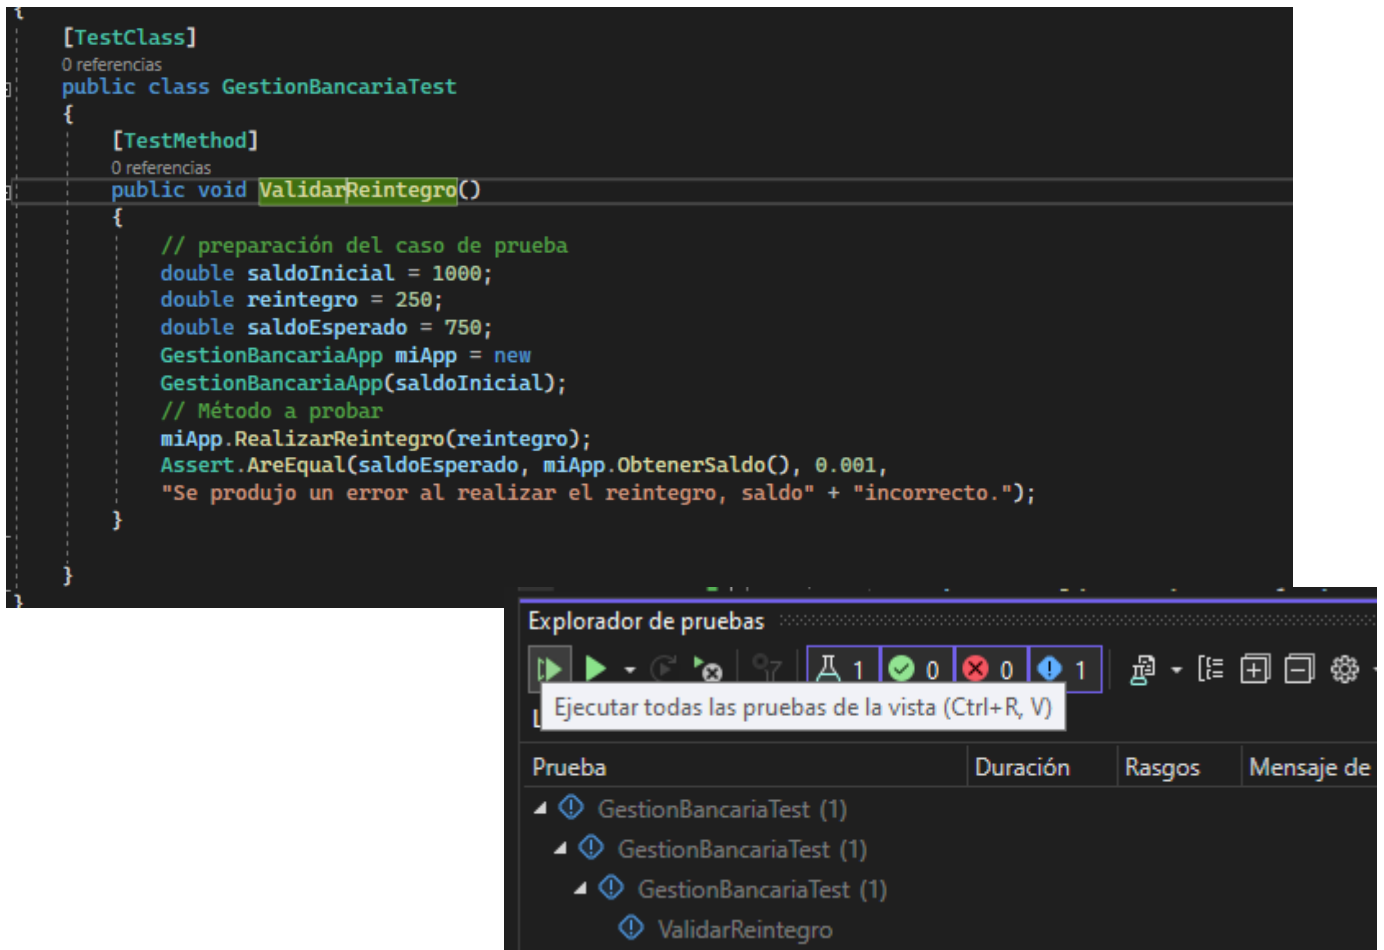 {
[TestClass]
0 referencias
public class GestionBancariaTest
{
[TestMethod]
0 referencias
public void ValidarReintegro()
{
// preparación del caso de prueba
double saldoInicial = 1000;
double reintegro = 250;
double saldoEsperado = 750;
GestionBancariaApp miApp = new
GestionBancariaApp(saldoInicial);
// Método a probar
miApp.RealizarReintegro(reintegro);
Assert.AreEqual(saldoEsperado, miApp.ObtenerSaldo(), 0.001,
"Se produjo un error al realizar el reintegro, saldo" + "incorrecto.");
}
}
}
Explorador de pruebas
1 0 0 1
Ejecutar todas las pruebas de la vista (Ctrl+R, V)
Prueba Duración Rasgos Mensaje de
GestionBancariaTest (1)
GestionBancariaTest (1)
GestionBancariaTest (1)
ValidarReintegro